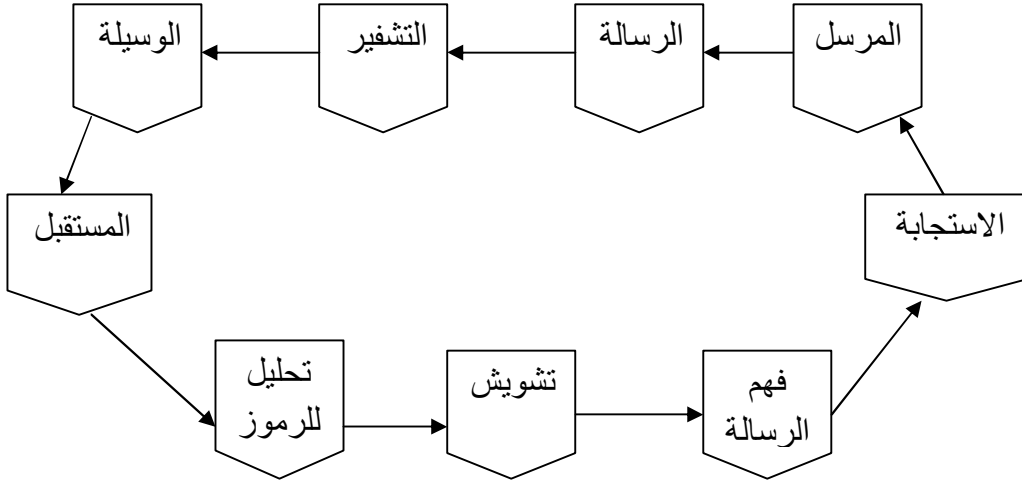 المرسل
الرسالة
التشفير
الوسيلة
المستقبل
تحليل
للرموز
تشويش
فهم
الرسالة
الاستجابة